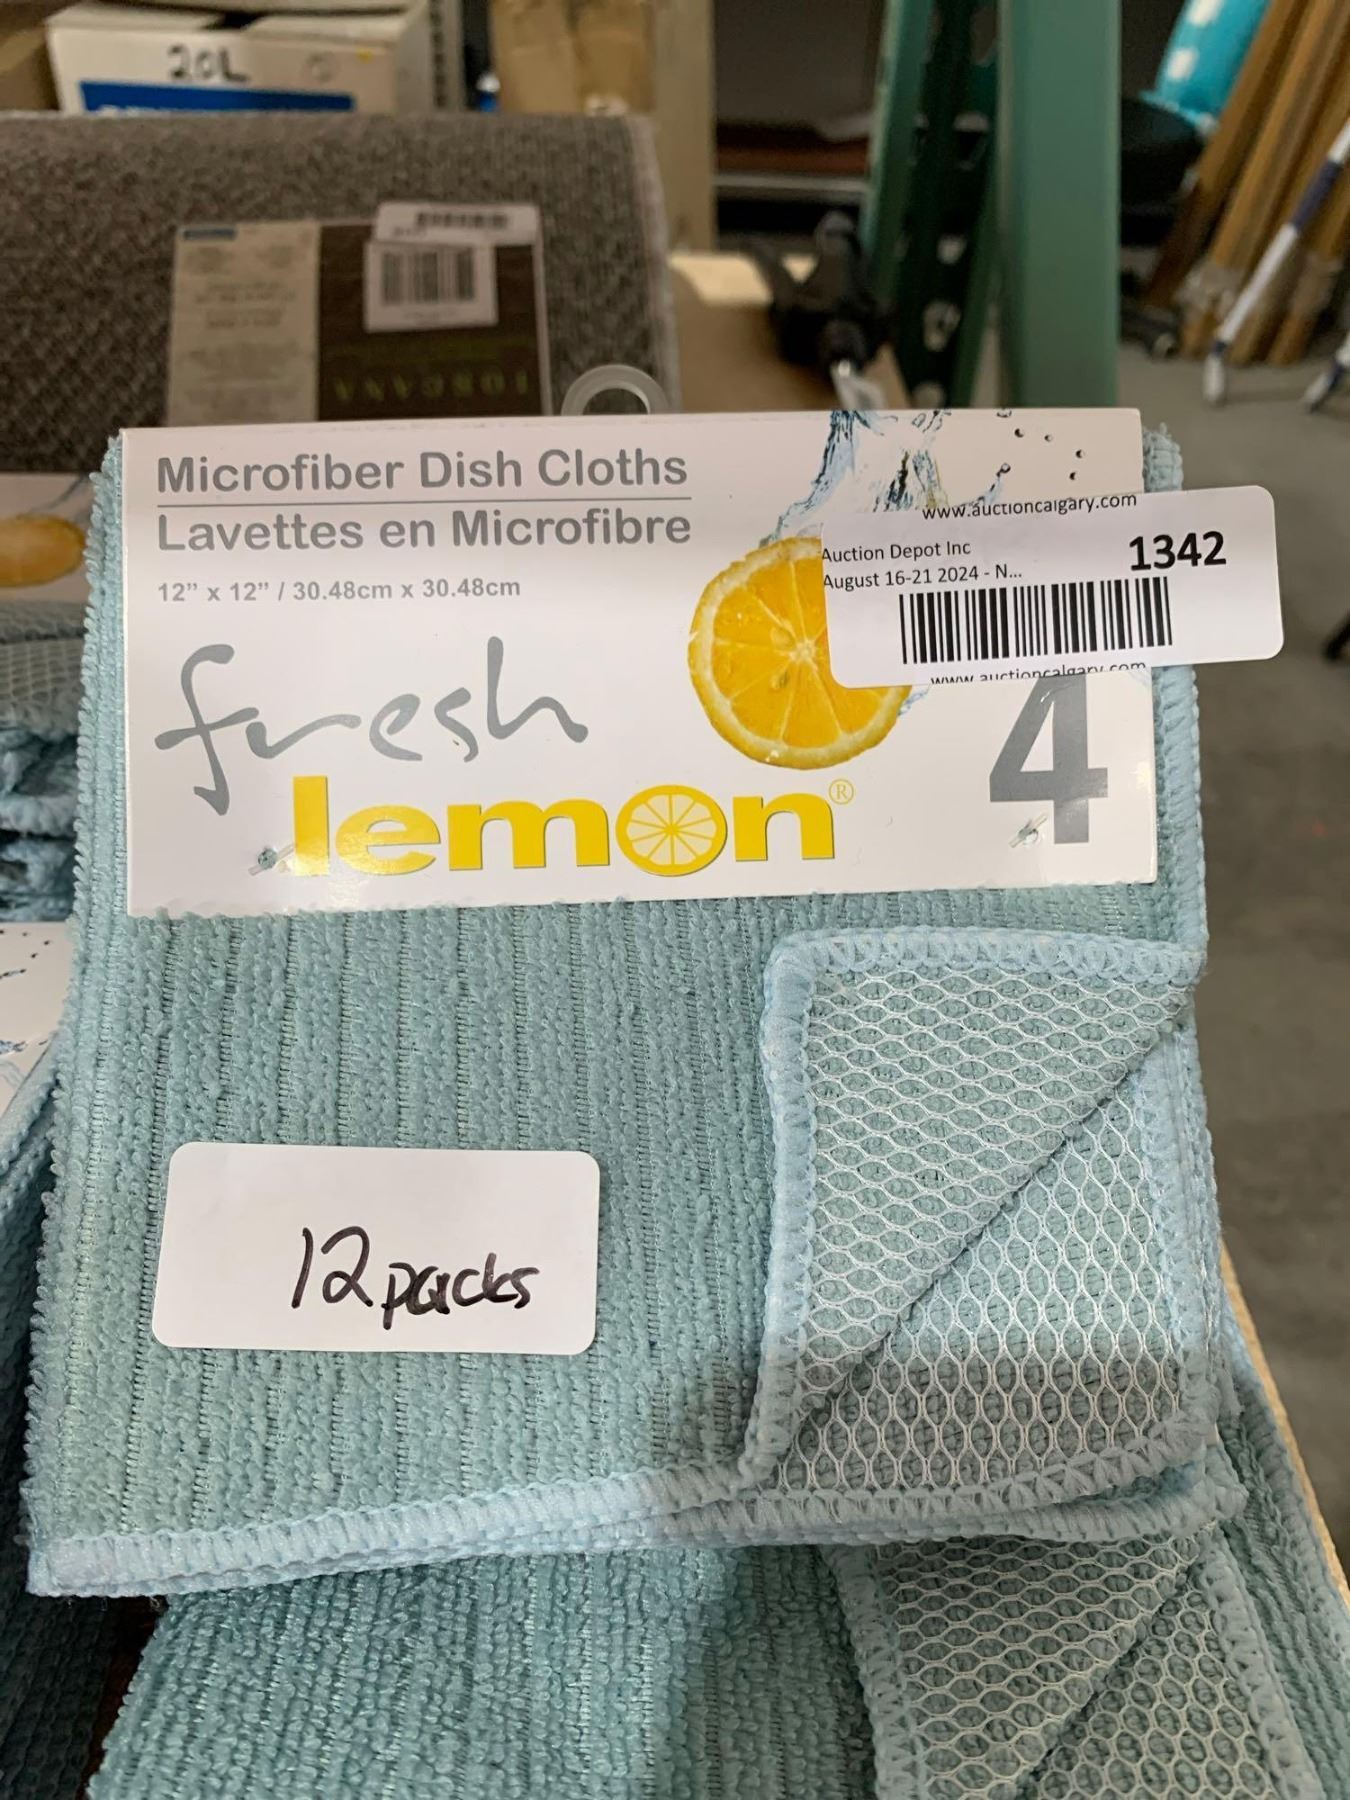 20L
TORCANA
Microfiber Dish Cloths
Lavettes en Microfibre
12” x 12” / 30.48cm x 30.48cm
fresh
lemon®
4
www.auctioncalgary.com
Auction Depot Inc
1342
August 16-21 2024 - N...
www.auctioncalgary.com
12 packs